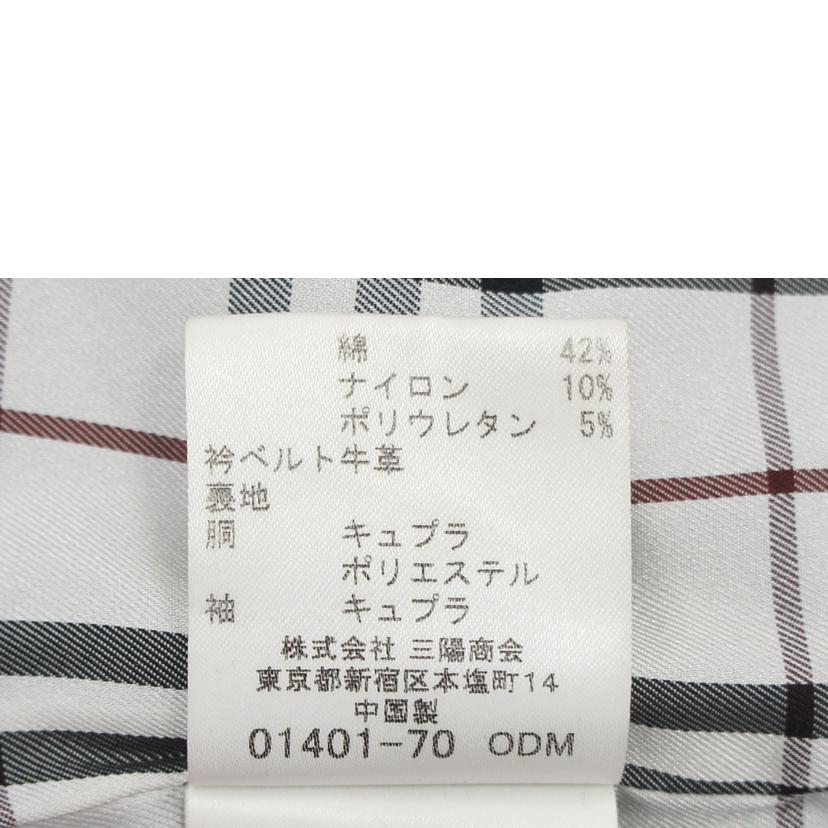 綿 42%
ナイロン 10%
ポリウレタン 5%
衿ベルト牛革
裏地
胴 キュプラ
ポリエステル
袖 キュプラ
株式会社 三陽商会
東京都新宿区本塩町14
中国製
01401-70 ODM